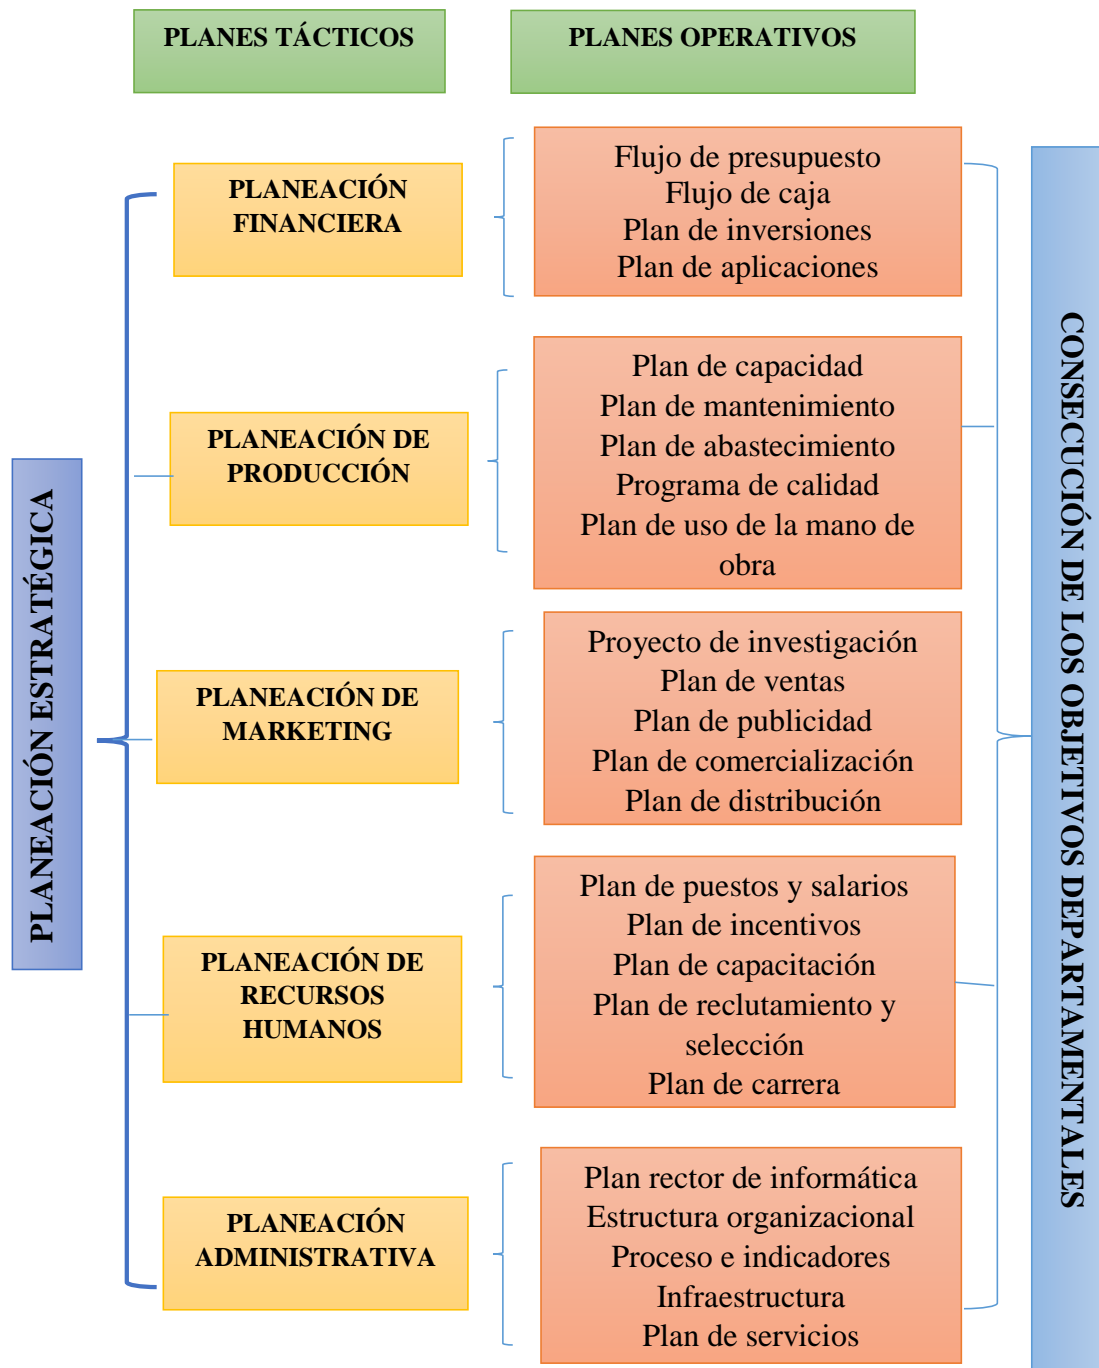 PLANES TÁCTICOS
PLANES OPERATIVOS
PLANEACIÓN ESTRATÉGICA
PLANEACIÓN
FINANCIERA
Flujo de presupuesto
Flujo de caja
Plan de inversiones
Plan de aplicaciones
PLANEACIÓN DE
PRODUCCIÓN
Plan de capacidad
Plan de mantenimiento
Plan de abastecimiento
Programa de calidad
Plan de uso de la mano de
obra
PLANEACIÓN DE
MARKETING
Proyecto de investigación
Plan de ventas
Plan de publicidad
Plan de comercialización
Plan de distribución
PLANEACIÓN DE
RECURSOS
HUMANOS
Plan de puestos y salarios
Plan de incentivos
Plan de capacitación
Plan de reclutamiento y
selección
Plan de carrera
PLANEACIÓN
ADMINISTRATIVA
Plan rector de informática
Estructura organizacional
Proceso e indicadores
Infraestructura
Plan de servicios
CONSECUCIÓN DE LOS OBJETIVOS DEPARTAMENTALES